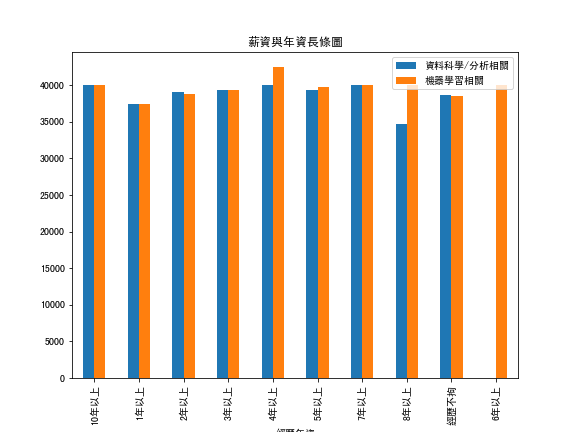 薪資與年資長條圖
資料科學/分析相關
機器學習相關
40000
35000
30000
25000
20000
15000
10000
5000
0
10年以上
1年以上
2年以上
3年以上
4年以上
5年以上
7年以上
8年以上
經歷不拘
6年以上